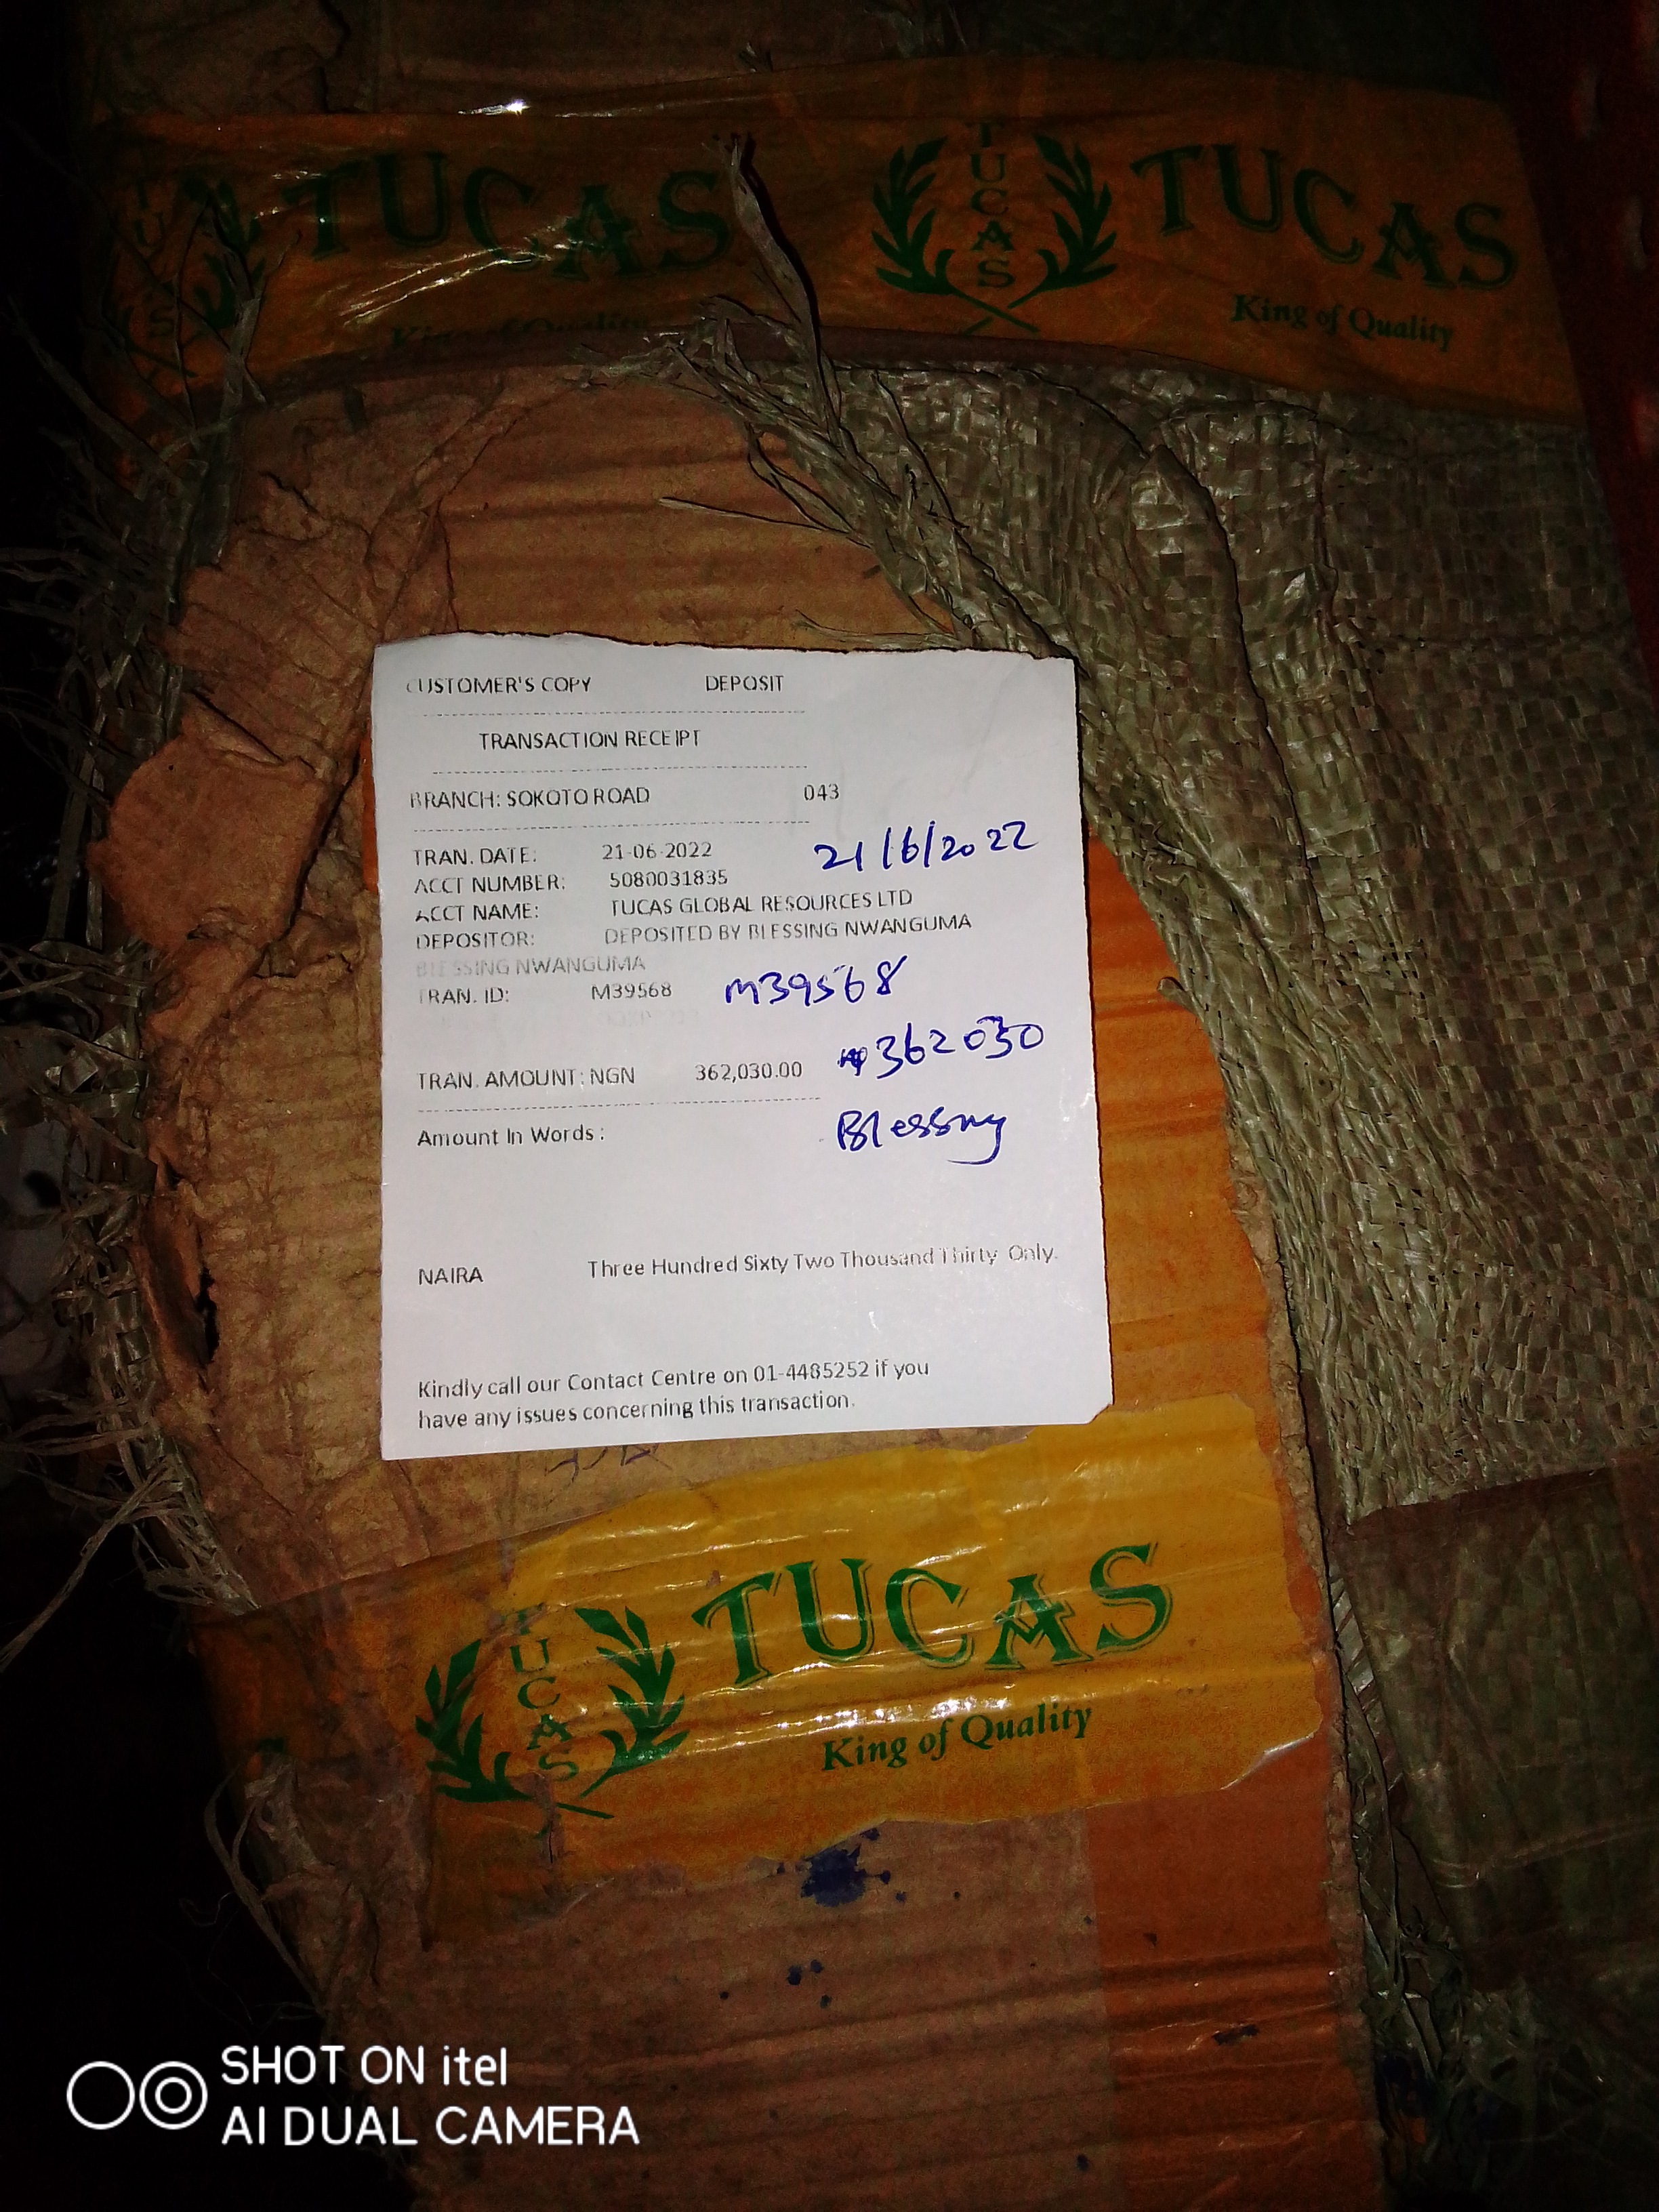 TUCAS
TUCAS
King of Quality
TUCAS
TUCAS
King of Quality
CUSTOMER'S COPY DEPOSIT
TRANSACTION RECEIPT
BRANCH: SOKOTO ROAD 043
TRAN. DATE: 21-06-2022 21/6/2022
ACCT NUMBER: 5080031835
ACCT NAME: TUCAS GLOBAL RESOURCES LTD
DEPOSITOR: DEPOSITED BY BLESSING NWANGUMA
BLESSING NWANGUMA
TRAN. ID: M39568 M39568
TRAN. AMOUNT: NGN 362,030.00 ₦362030
Amount In Words: Blessing
NAIRA Three Hundred Sixty Two Thousand Thirty Only.
Kindly call our Contact Centre on 01-4485252 if you
have any issues concerning this transaction.
TUCAS
TUCAS
King of Quality
SHOT ON itel
AI DUAL CAMERA